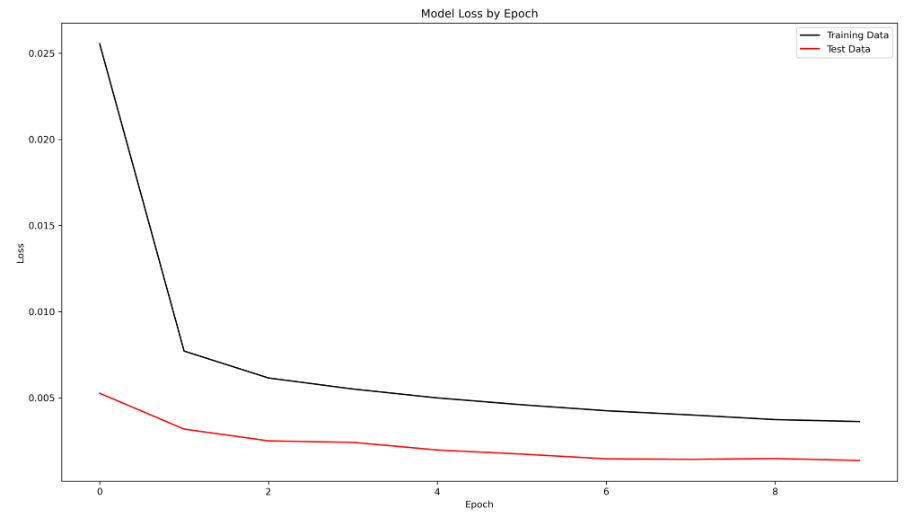 Model Loss by Epoch
Training Data
Test Data
0.025
0.020
0.015
0.010
0.005
Loss
0 2 4 6 8
Epoch